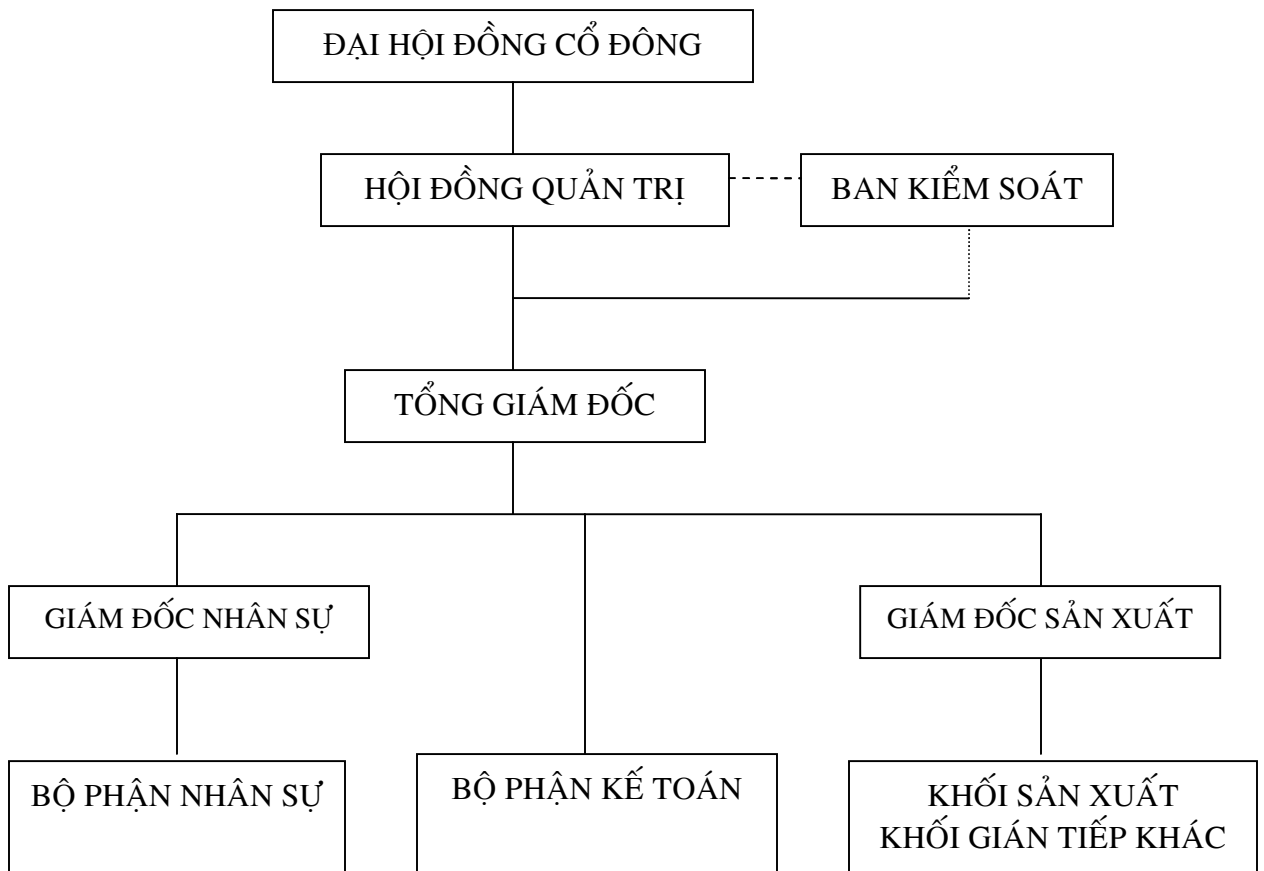 ĐẠI HỘI ĐỒNG CỔ ĐÔNG
HỘI ĐỒNG QUẢN TRỊ
BAN KIỂM SOÁT
TỔNG GIÁM ĐỐC
GIÁM ĐỐC NHÂN SỰ
GIÁM ĐỐC SẢN XUẤT
BỘ PHẬN NHÂN SỰ
BỘ PHẬN KẾ TOÁN
KHỐI SẢN XUẤT
KHỐI GIÁN TIẾP KHÁC